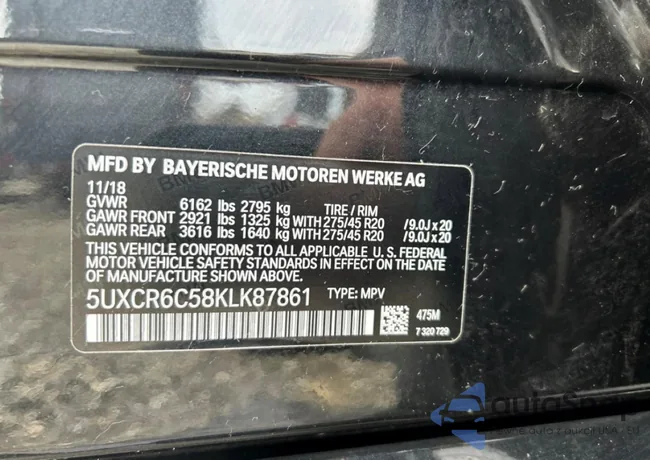 MFD BY BAYERISCHE MOTOREN WERKE AG
11/18
GVWR 6162 lbs 2795 kg TIRE / RIM
GAWR FRONT 2921 lbs 1325 kg WITH 275/45 R20 /9.0J x 20
GAWR REAR 3616 lbs 1640 kg WITH 275/45 R20 /9.0J x 20
THIS VEHICLE CONFORMS TO ALL APPLICABLE U.S. FEDERAL
MOTOR VEHICLE SAFETY STANDARDS IN EFFECT ON THE DATE OF
MANUFACTURE SHOWN ABOVE.
5UXCR6C58KLK87861 TYPE: MPV
475M
7 320 729